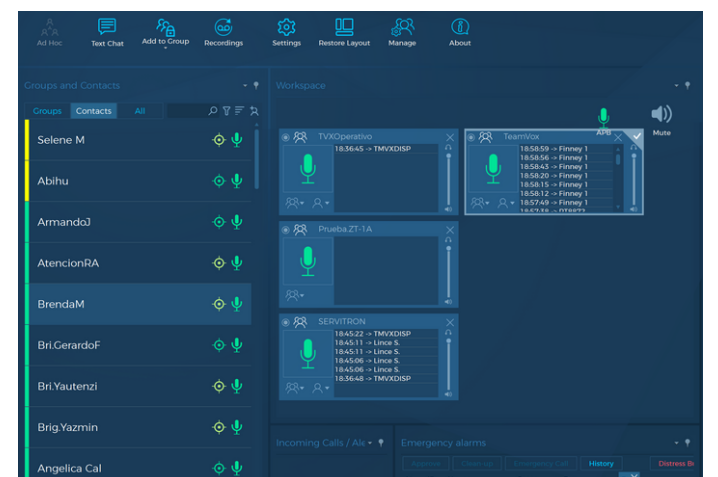 Ad Hoc
Text Chat
Add to Group
Recordings
Settings
Restore Layout
Manage
About
Groups and Contacts
Workspace
Groups
Contacts
All
APB
Mute
Selene M
Abihu
ArmandoJ
AtencionRA
BrendaM
Bri.GerardoF
Bri.Yautenzi
Brig.Yazmin
Angelica Cal
TVXOperativo
18:36:45 -> TMVXDISP
TeamVox
18:58:59 -> Finney 1
18:58:56 -> Finney 1
18:58:43 -> Finney 1
18:58:20 -> Finney 1
18:58:15 -> Finney 1
18:58:12 -> Finney 1
18:57:49 -> Finney 1
Prueba.ZT-1A
SERVITRON
18:45:22 -> TMVXDISP
18:45:11 -> Lince S.
18:45:11 -> Lince S.
18:45:06 -> Lince S.
18:45:06 -> Lince S.
18:36:48 -> TMVXDISP
Incoming Calls / Ale
Emergency alarms
Emergency Call
History
Distress